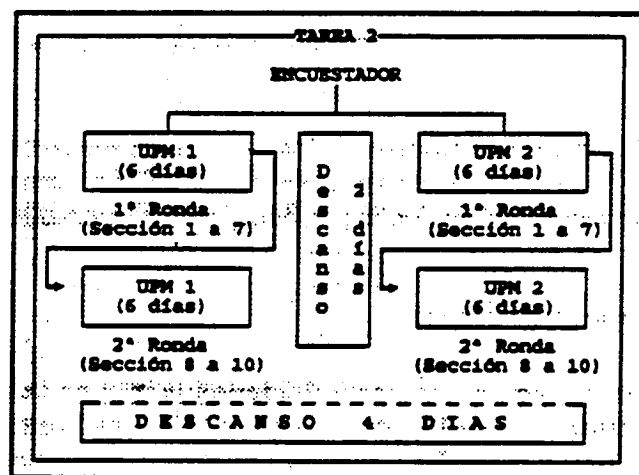 TAREA 2
ENCUESTADOR
UPM 1
(6 días)
1ª Ronda
(Sección 1 a 7)
UPM 1
(6 días)
2ª Ronda
(Sección 8 a 10)
Descanso
2 días
UPM 2
(6 días)
1ª Ronda
(Sección 1 a 7)
UPM 2
(6 días)
2ª Ronda
(Sección 8 a 10)
DESCANSO 4 DIAS